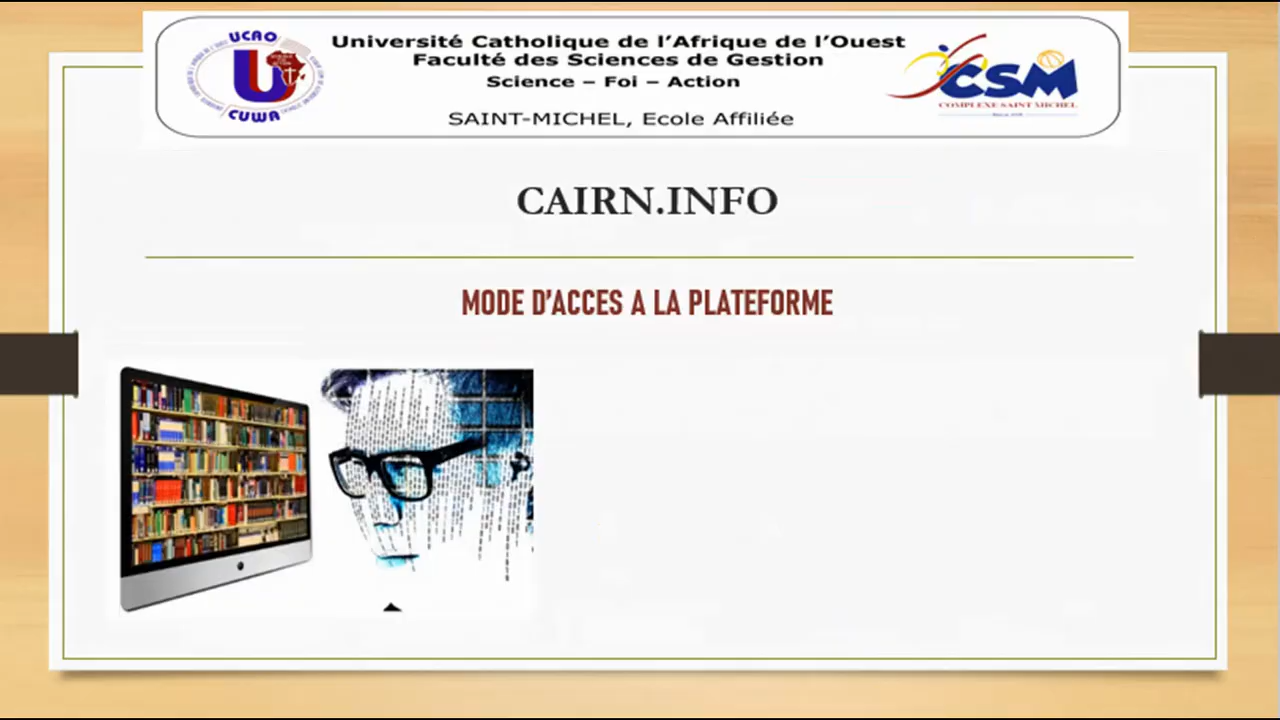 UCAO
CUWA
Université Catholique de l'Afrique de l'Ouest
Faculté des Sciences de Gestion
Science – Foi – Action
SAINT-MICHEL, Ecole Affiliée
CSM
COMPLEXE SAINT MICHEL
CAIRN.INFO
MODE D'ACCES A LA PLATEFORME